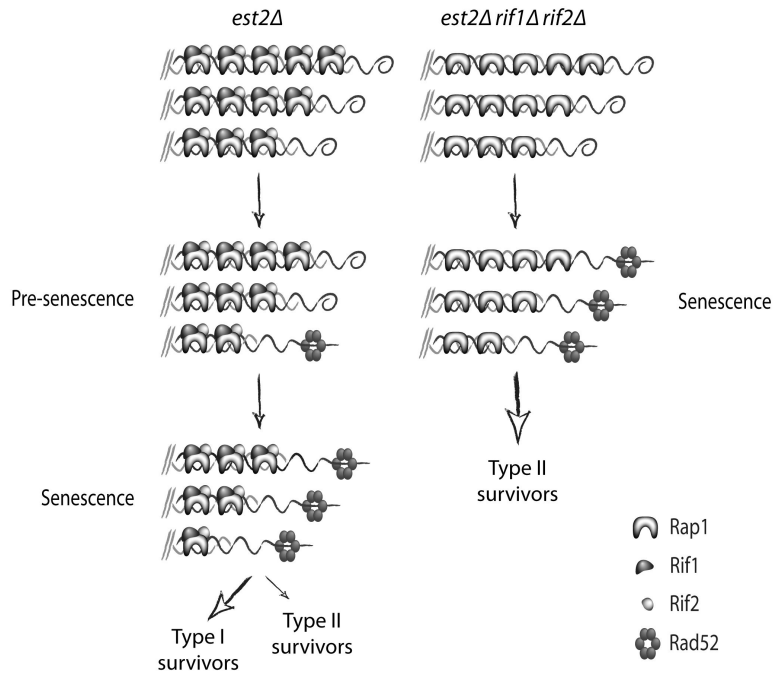 est2Δ
est2Δ rif1Δ rif2Δ
Pre-senescence
Senescence
Type II
survivors
Senescence
Type I
survivors
Type II
survivors
Rap1
Rif1
Rif2
Rad52